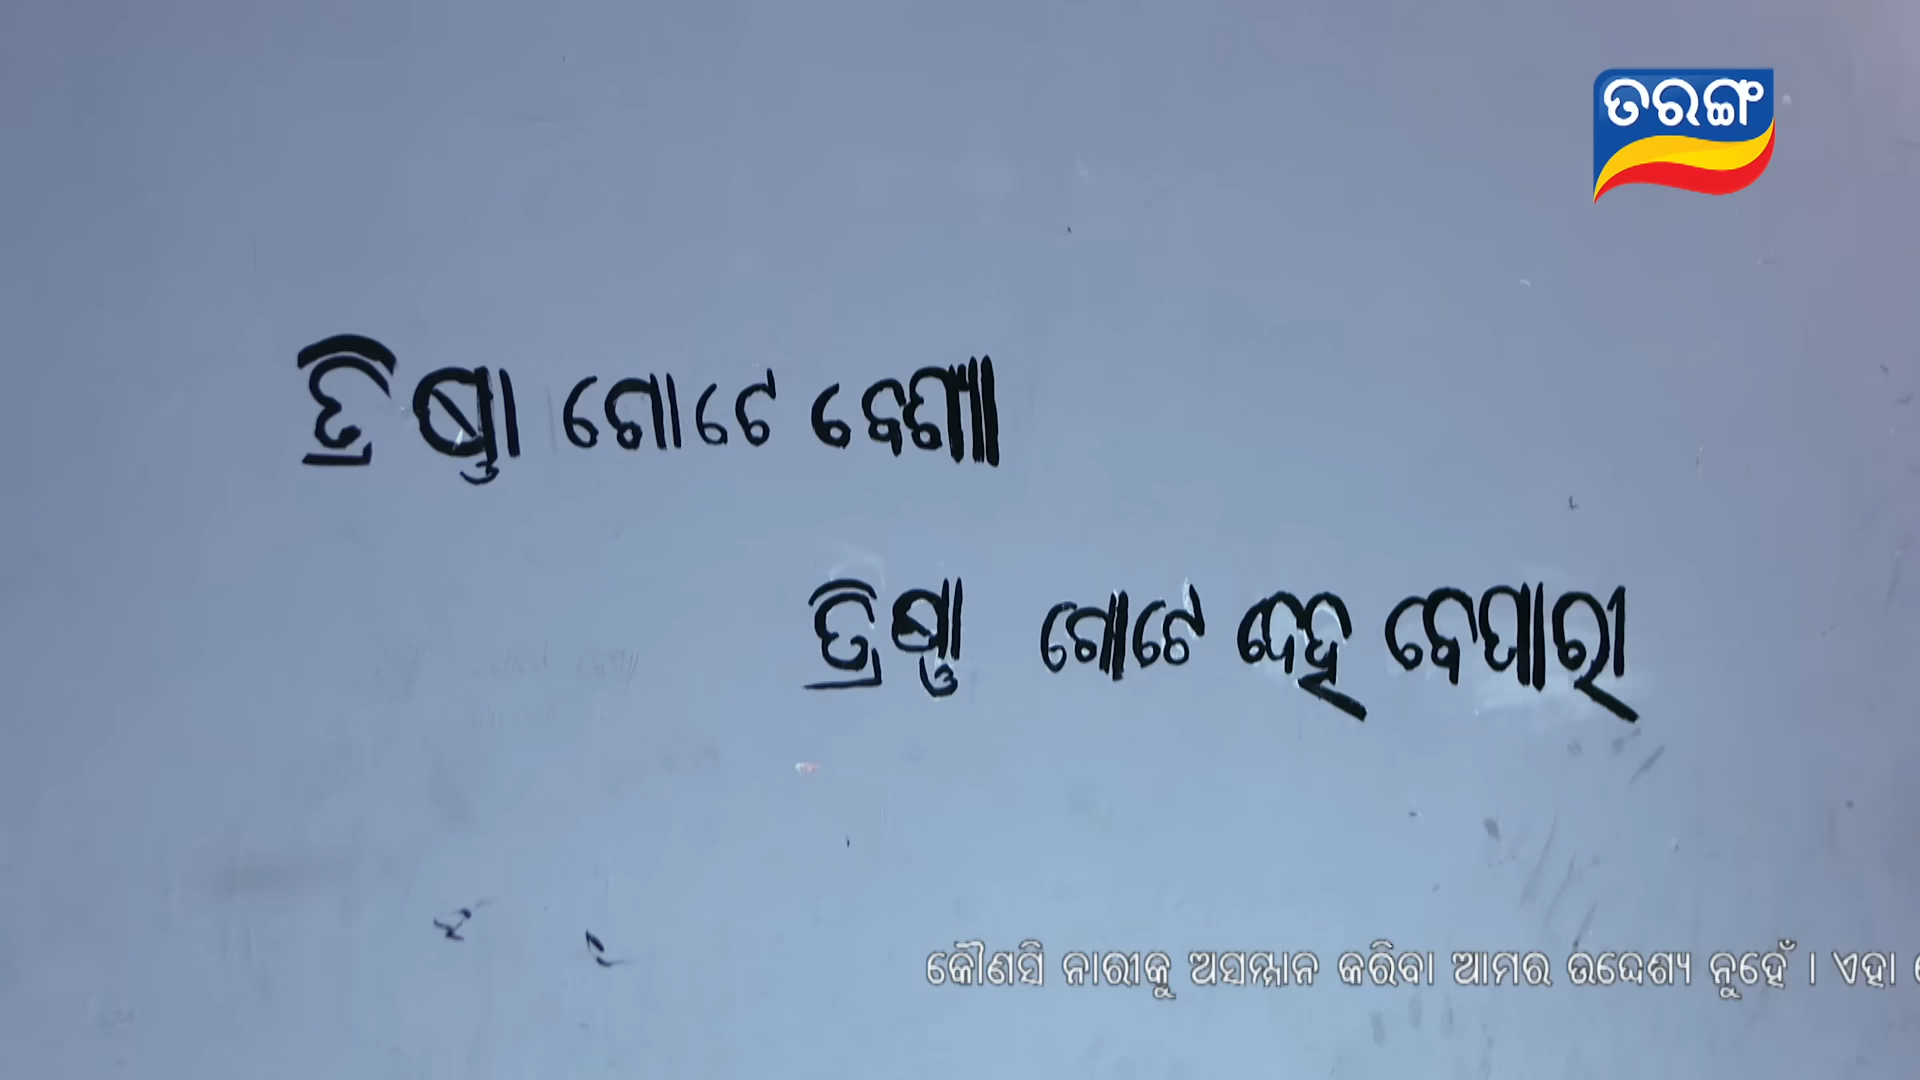 ତରଙ୍ଗ
ତ୍ରିଷ୍ଣା ଗୋଟେ ବେଶ୍ୟା
ତ୍ରିଷ୍ଣା ଗୋଟେ ଦେହ ବେପାରୀ
କୌଣସି ନାରୀକୁ ଅସମ୍ମାନ କରିବା ଆମର ଉଦ୍ଦେଶ୍ୟ ନୁହେଁ । ଏହା